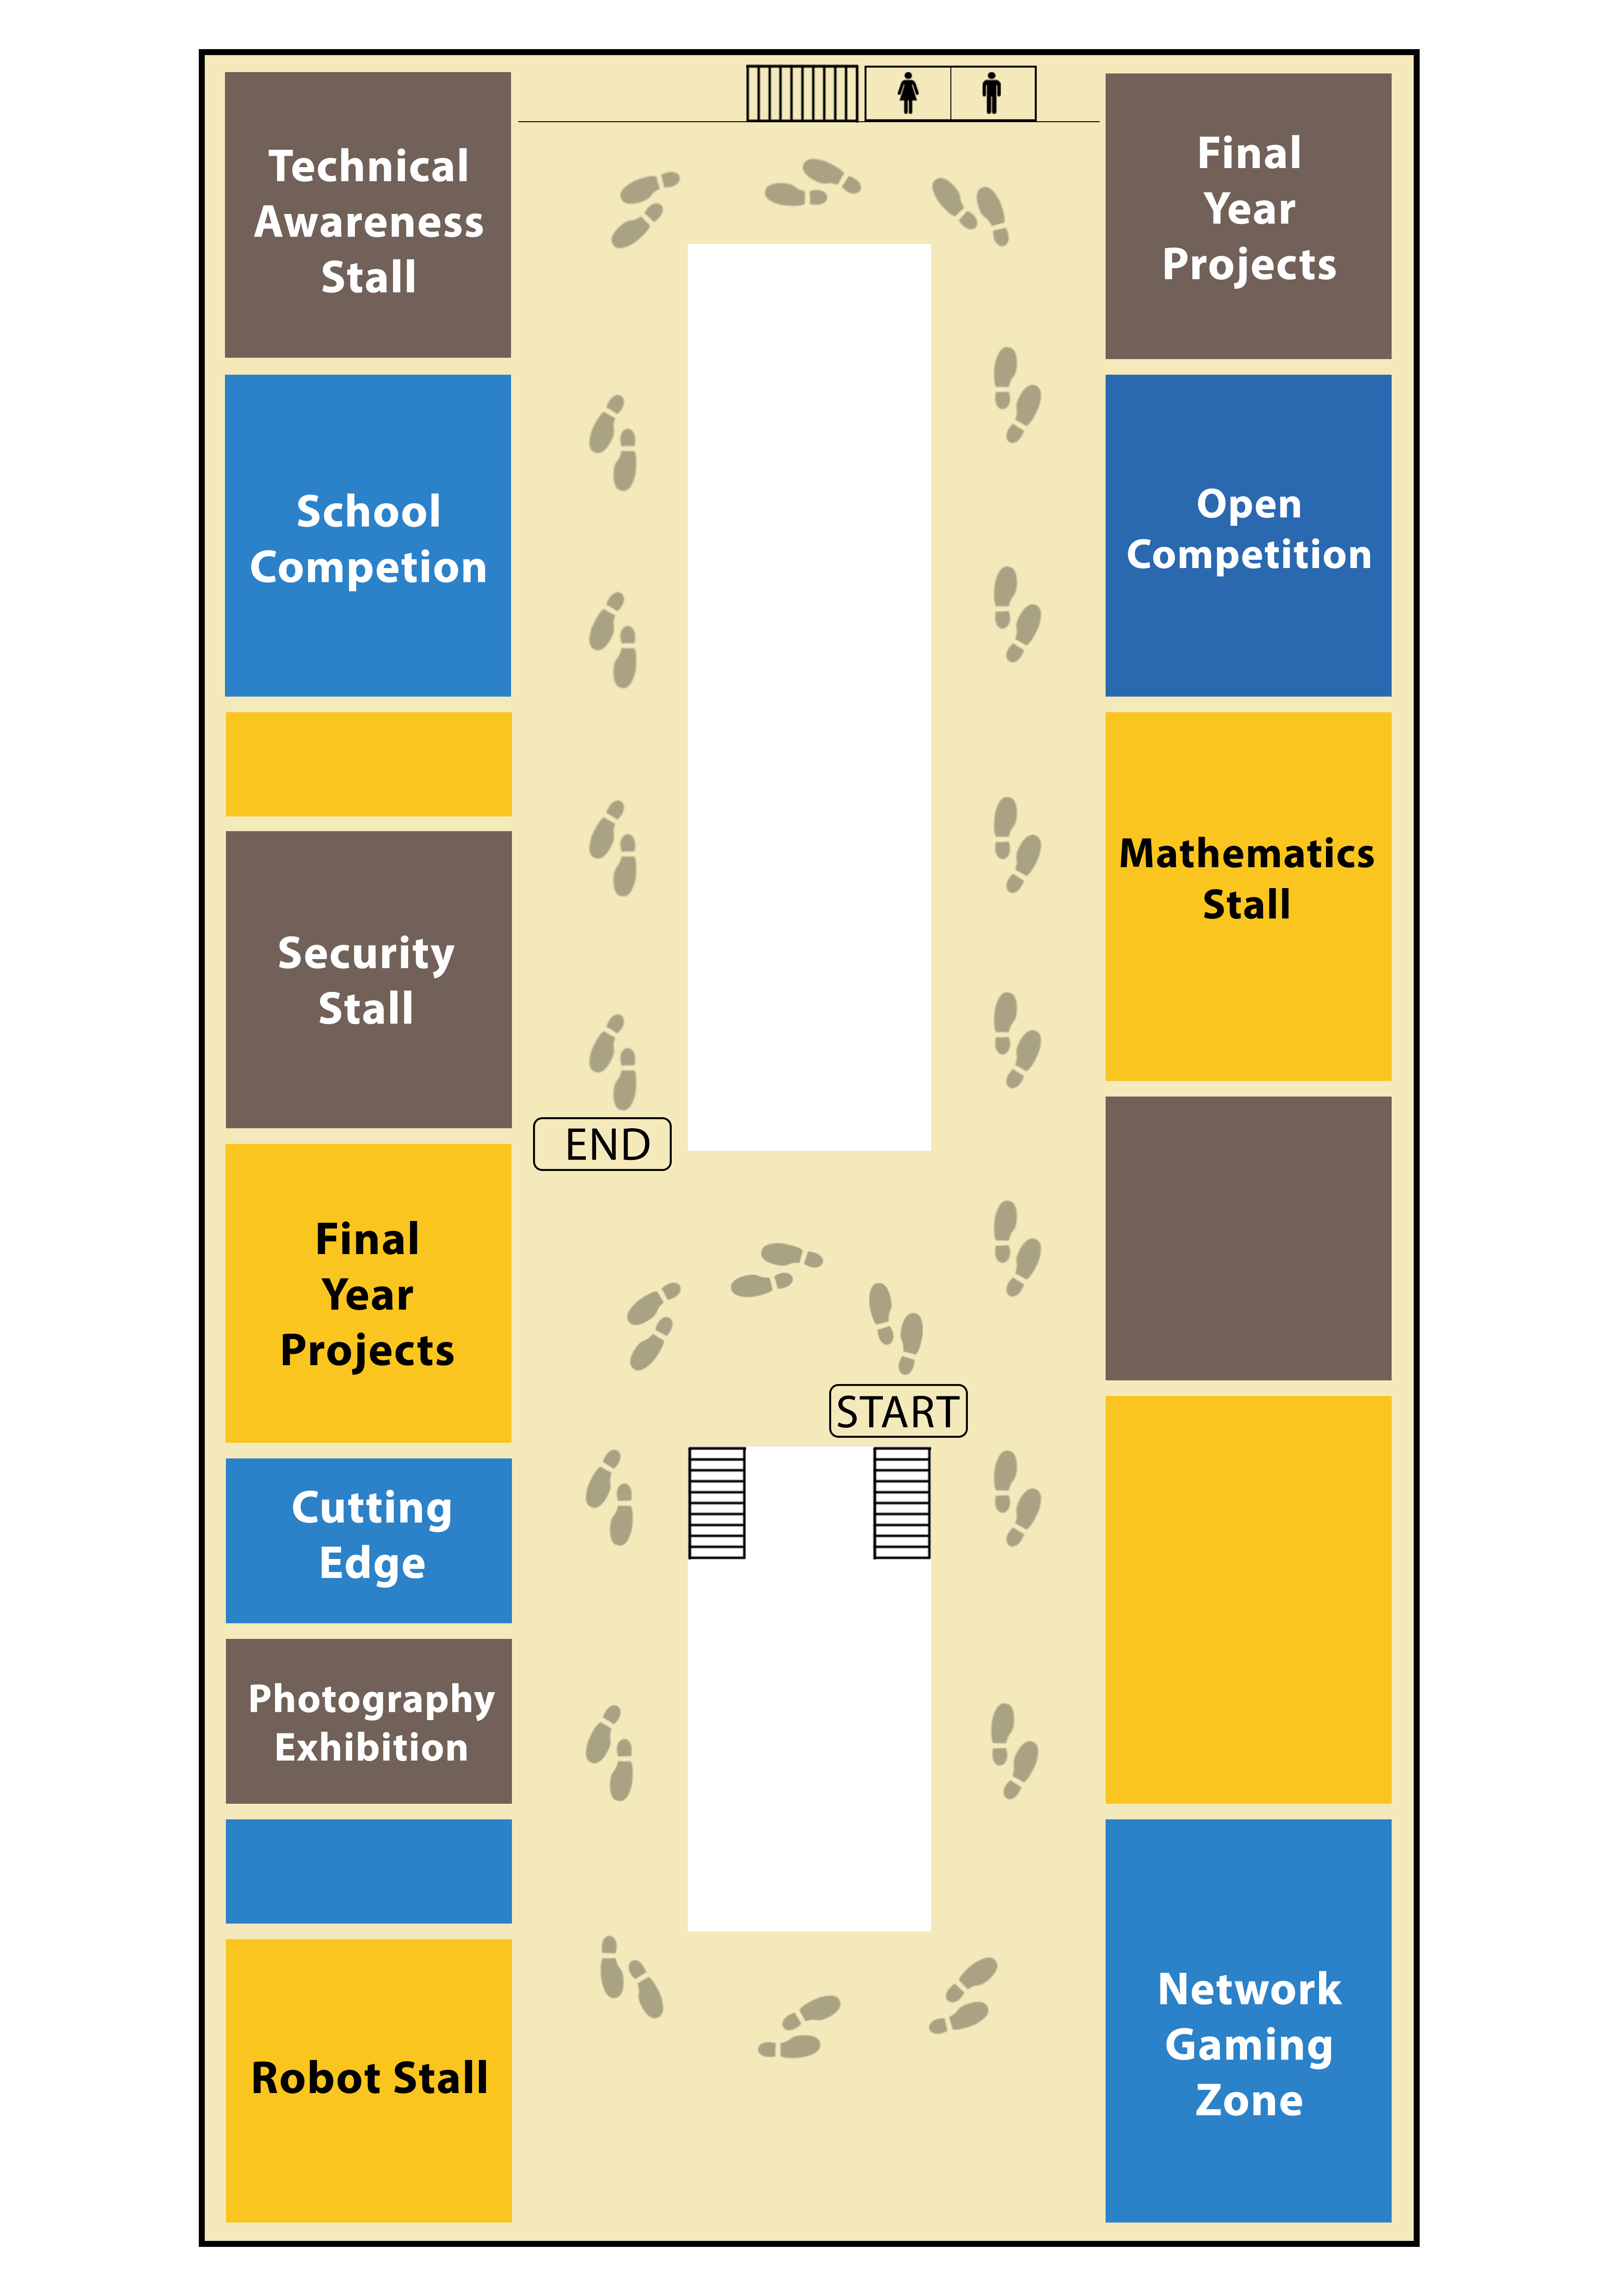 Technical
Awareness
Stall
School
Competion
Security
Stall
END
Final
Year
Projects
Cutting
Edge
Photography
Exhibition
Robot Stall
START
Final
Year
Projects
Open
Competition
Mathematics
Stall
Network
Gaming
Zone